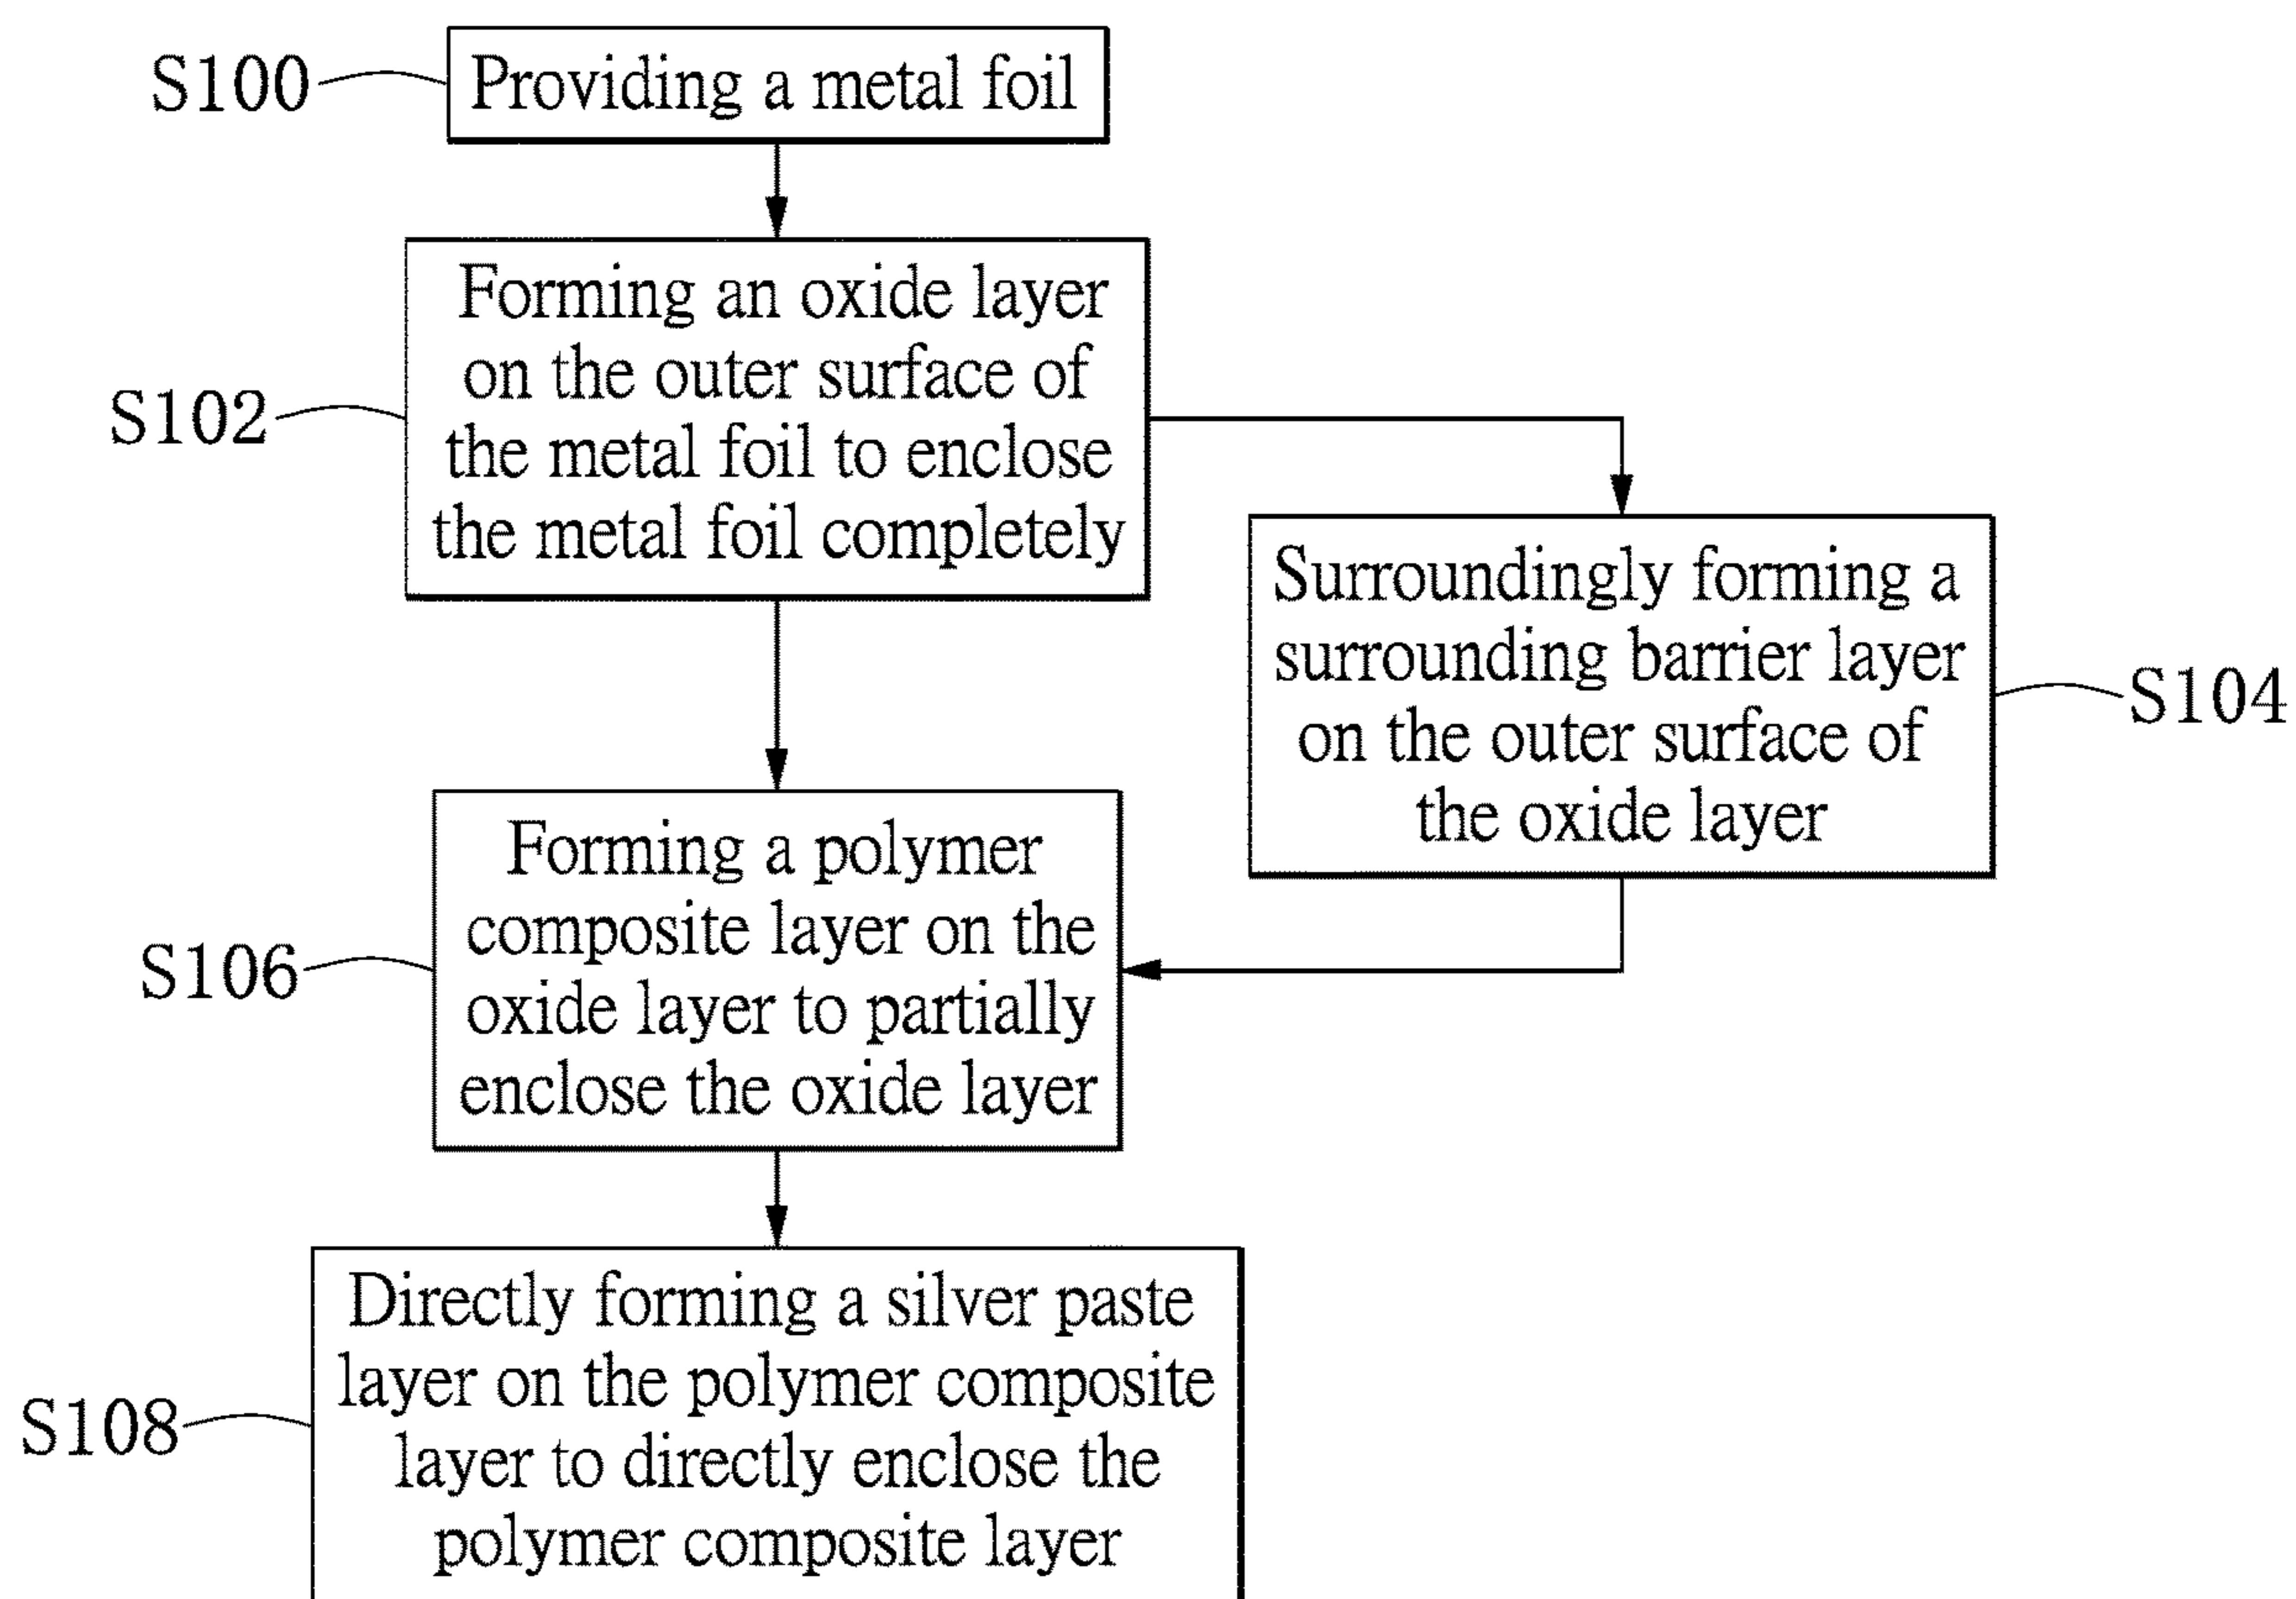 S100
Providing a metal foil
S102
Forming an oxide layer
on the outer surface of
the metal foil to enclose
the metal foil completely
Surroundingly forming a
surrounding barrier layer
on the outer surface of
the oxide layer
S104
S106
Forming a polymer
composite layer on the
oxide layer to partially
enclose the oxide layer
S108
Directly forming a silver paste
layer on the polymer composite
layer to directly enclose the
polymer composite layer